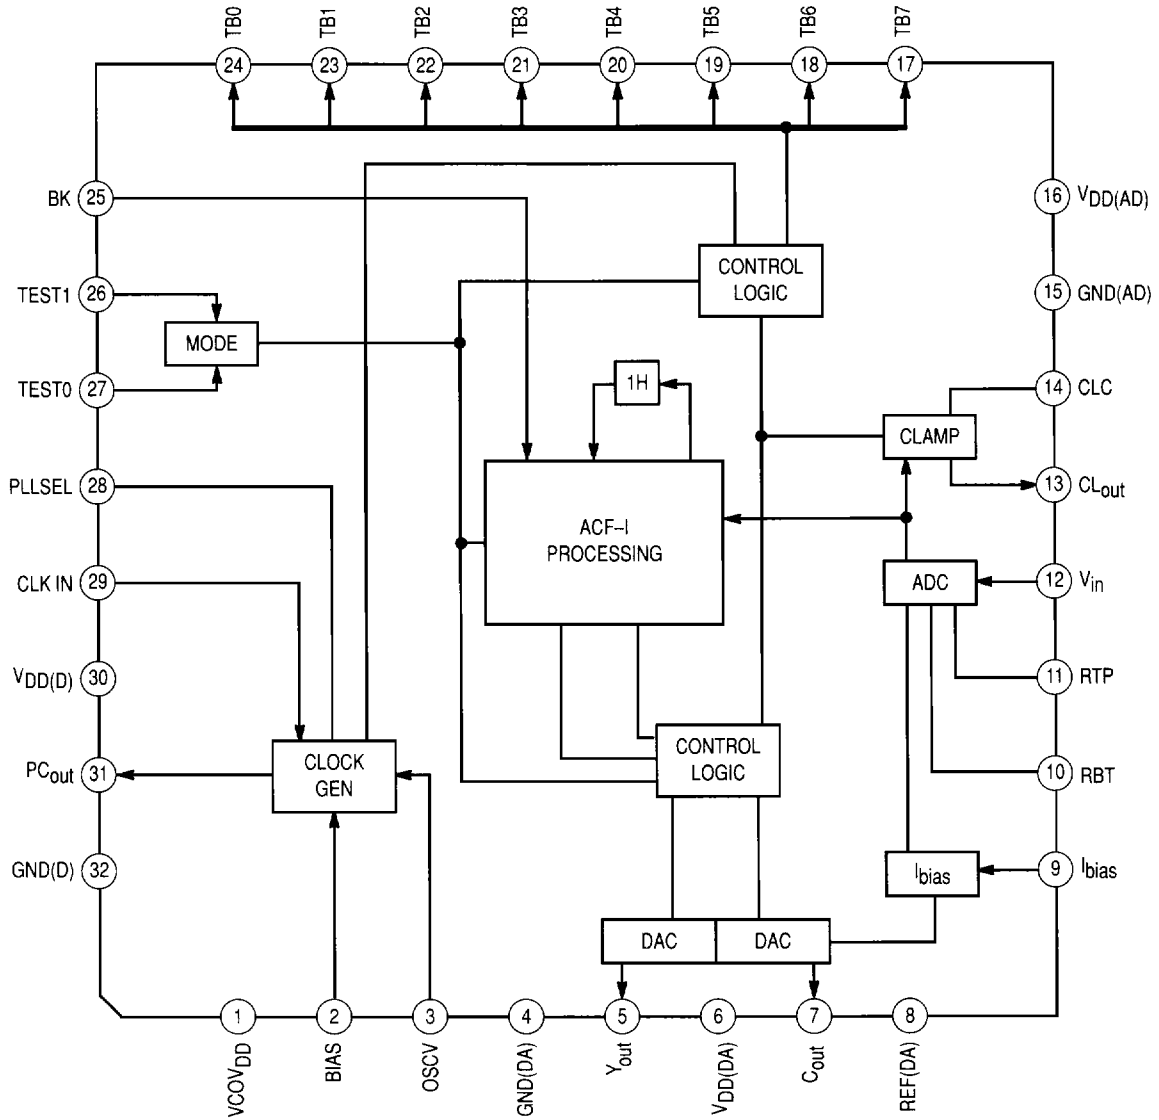 TB0 TB1 TB2 TB3 TB4 TB5 TB6 TB7
24 23 22 21 20 19 18 17
BK 25
16 VDD(AD)
CONTROL
LOGIC
TEST1 26
15 GND(AD)
MODE
1H
TEST0 27
14 CLC
CLAMP
PLLSEL 28
13 CLout
ACF–I
PROCESSING
CLK IN 29
ADC
12 Vin
VDD(D) 30
11 RTP
CONTROL
LOGIC
PCout 31
CLOCK
GEN
10 RBT
GND(D) 32
Ibias
9 Ibias
DAC DAC
1 2 3 4 5 6 7 8
VCOVDD BIAS OSCV GND(DA) Yout VDD(DA) Cout REF(DA)